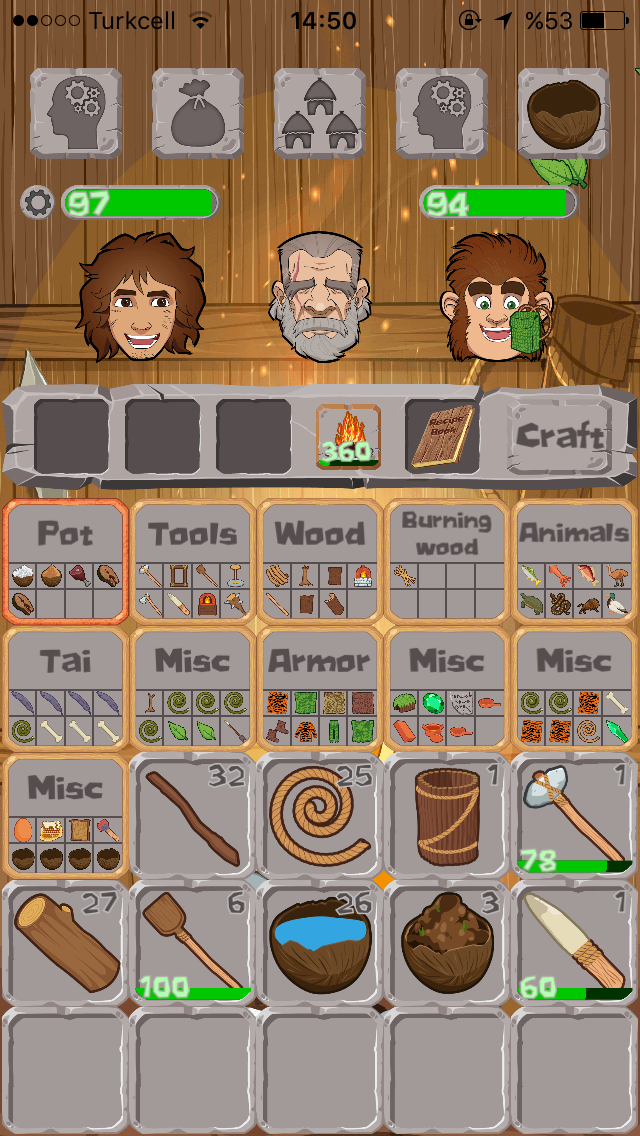 Turkcell 14:50 %53
97 94
Recipe
Book
360
Craft
Pot Tools Wood Burning wood Animals
Tai Misc Armor Misc Misc
Misc 32 25 1 1
78
27 6 26 3 1
100 60